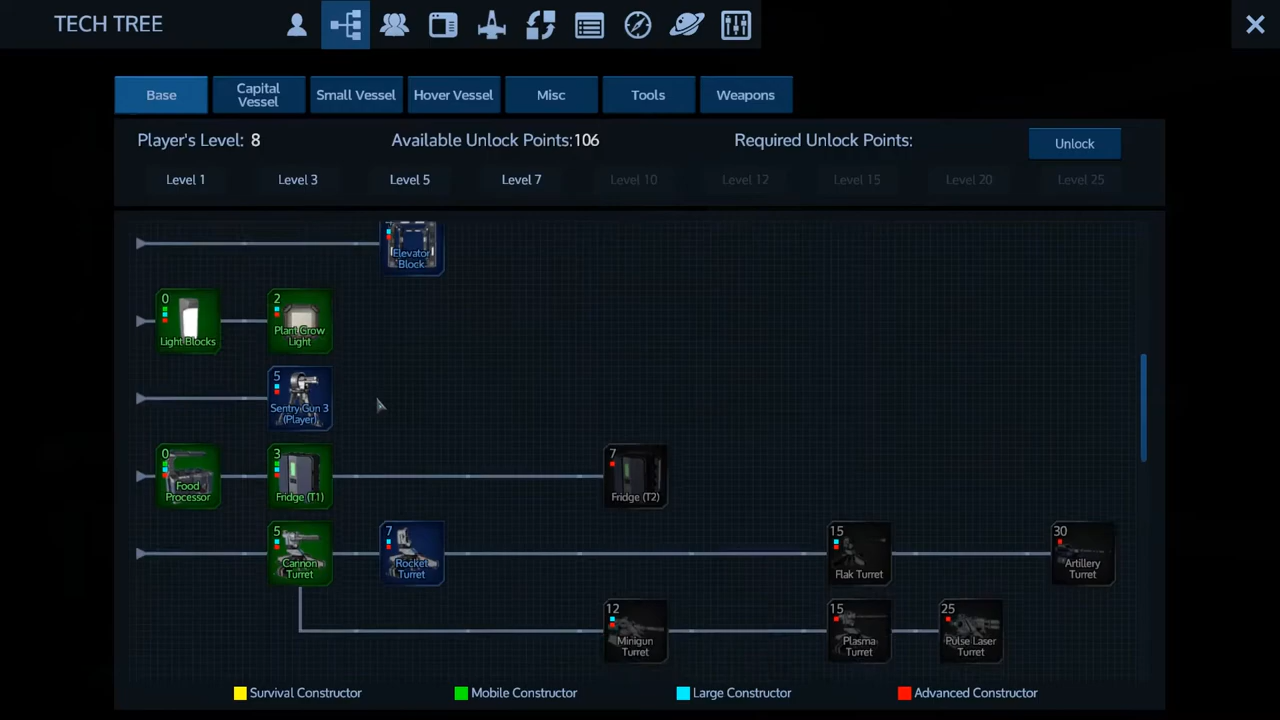 TECH TREE
Base
Capital
Vessel
Small Vessel
Hover Vessel
Misc
Tools
Weapons
Player's Level: 8
Available Unlock Points:106
Required Unlock Points:
Unlock
Level 1
Level 3
Level 5
Level 7
Level 10
Level 12
Level 15
Level 20
Level 25
Elevator
Block
0
Light Blocks
2
Plant Grow
Light
5
Sentry Gun 3
(Player)
0
Food
Processor
3
Fridge (T1)
7
Fridge (T2)
5
Cannon
Turret
7
Rocket
Turret
15
Flak Turret
30
Artillery
Turret
12
Minigun
Turret
15
Plasma
Turret
25
Pulse Laser
Turret
Survival Constructor
Mobile Constructor
Large Constructor
Advanced Constructor